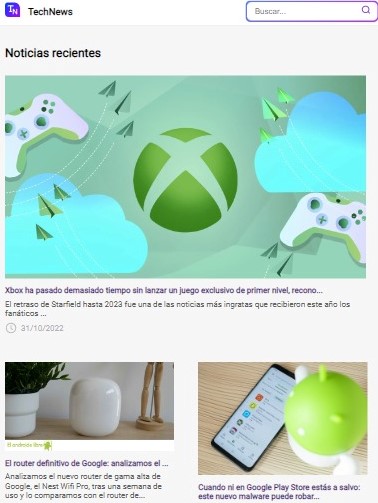 TN TechNews
Buscar...
Noticias recientes
Xbox ha pasado demasiado tiempo sin lanzar un juego exclusivo de primer nivel, recono...
El retraso de Starfield hasta 2023 fue una de las noticias más ingratas que recibieron este año los
fanáticos ...
31/10/2022
El androide libre
El router definitivo de Google: analizamos el ...
Analizamos el nuevo router de gama alta de
Google, el Nest Wifi Pro, tras una semana de
uso y lo comparamos con el router de...
Cuando ni en Google Play Store estás a salvo:
este nuevo malware puede robar...